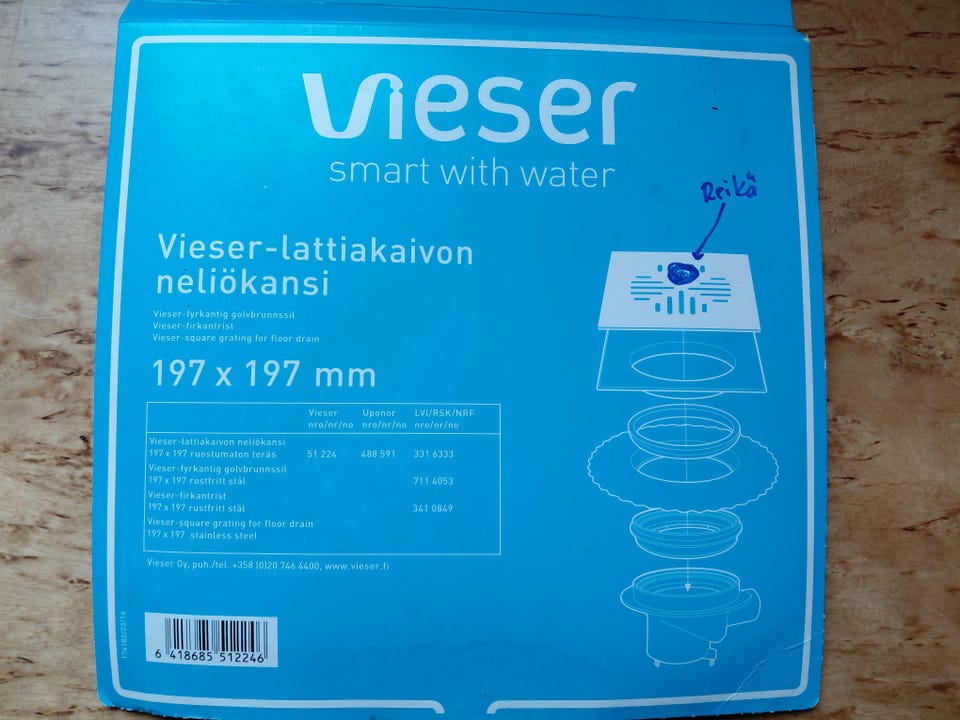 Vieser
smart with water
Reikä
Vieser-lattiakaivon
neliökansi
Vieser-fyrkantig golvbrunnssil
Vieser-firkantrist
Vieser-square grating for floor drain
197 x 197 mm
Vieser Uponor LVI/RSK/NRF
nro/nr/no nro/nr/no nro/nr/no
Vieser-lattiakaivon neliökansi
197 x 197 ruostumaton teräs 51 224 488 591 331 6333
Vieser-fyrkantig golvbrunnssil
197 x 197 rostfritt stål 711 4053
Vieser-firkantrist
197 x 197 rustfritt stål 341 0849
Vieser-square grating for floor drain
197 x 197 stainless steel
Vieser Oy, puh./tel. +358 (0)20 746 4400, www.vieser.fi
174182/03/16
6 418685 512246